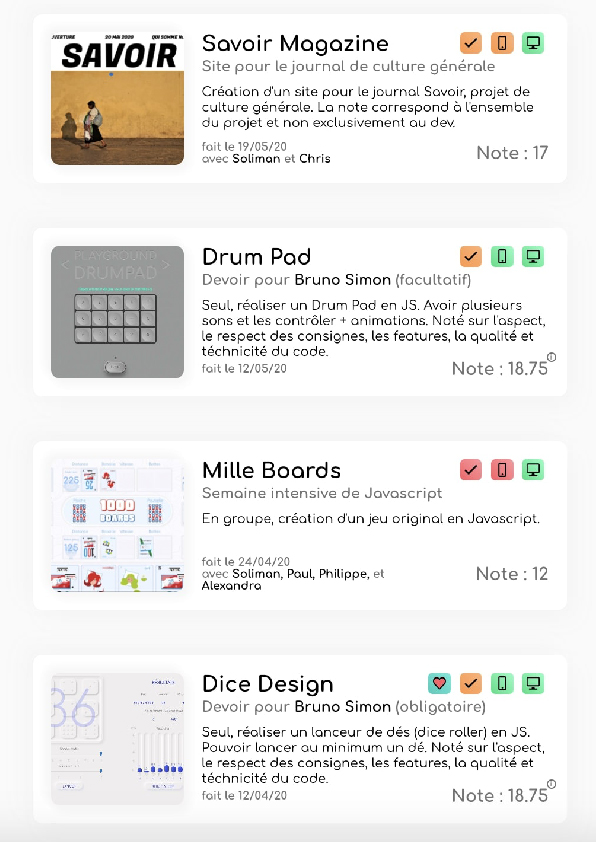 20 MAI 2020
SAVOIR
Savoir Magazine
Site pour le journal de culture générale
Création d'un site pour le journal Savoir, projet de
culture générale. La note correspond à l'ensemble
du projet et non exclusivement au dev.
fait le 19/05/20
avec Soliman et Chris
Note : 17
PLAYGROUND
DRUMPAD
Drum Pad
Devoir pour Bruno Simon (facultatif)
Seul, réaliser un Drum Pad en JS. Avoir plusieurs
sons et les contrôler + animations. Noté sur l'aspect,
le respect des consignes, les features, la qualité et
téchnicité du code.
fait le 12/05/20
Note : 18.75
225
1000
BOARDS
125
Mille Boards
Semaine intensive de Javascript
En groupe, création d'un jeu original en Javascript.
fait le 24/04/20
avec Soliman, Paul, Philippe, et
Alexandra
Note : 12
36
Dice Design
Devoir pour Bruno Simon (obligatoire)
Seul, réaliser un lanceur de dés (dice roller) en JS.
Pouvoir lancer au minimum un dé. Noté sur l'aspect,
le respect des consignes, les features, la qualité et
téchnicité du code.
fait le 12/04/20
Note : 18.75